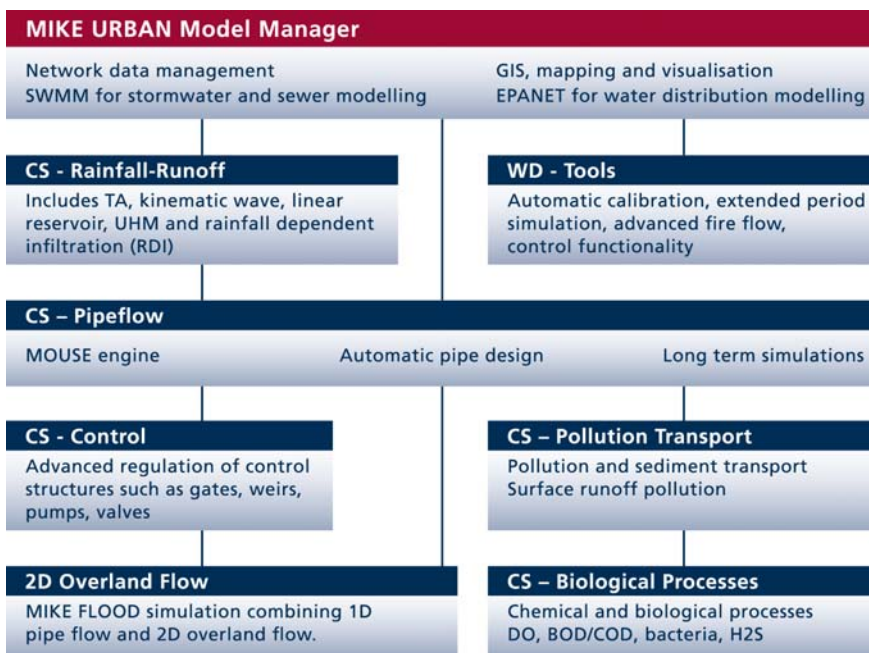 MIKE URBAN Model Manager
Network data management
SWMM for stormwater and sewer modelling
GIS, mapping and visualisation
EPANET for water distribution modelling
CS - Rainfall-Runoff
Includes TA, kinematic wave, linear
reservoir, UHM and rainfall dependent
infiltration (RDI)
WD - Tools
Automatic calibration, extended period
simulation, advanced fire flow,
control functionality
CS – Pipeflow
MOUSE engine
Automatic pipe design
Long term simulations
CS - Control
Advanced regulation of control
structures such as gates, weirs,
pumps, valves
CS – Pollution Transport
Pollution and sediment transport
Surface runoff pollution
2D Overland Flow
MIKE FLOOD simulation combining 1D
pipe flow and 2D overland flow.
CS – Biological Processes
Chemical and biological processes
DO, BOD/COD, bacteria, H2S